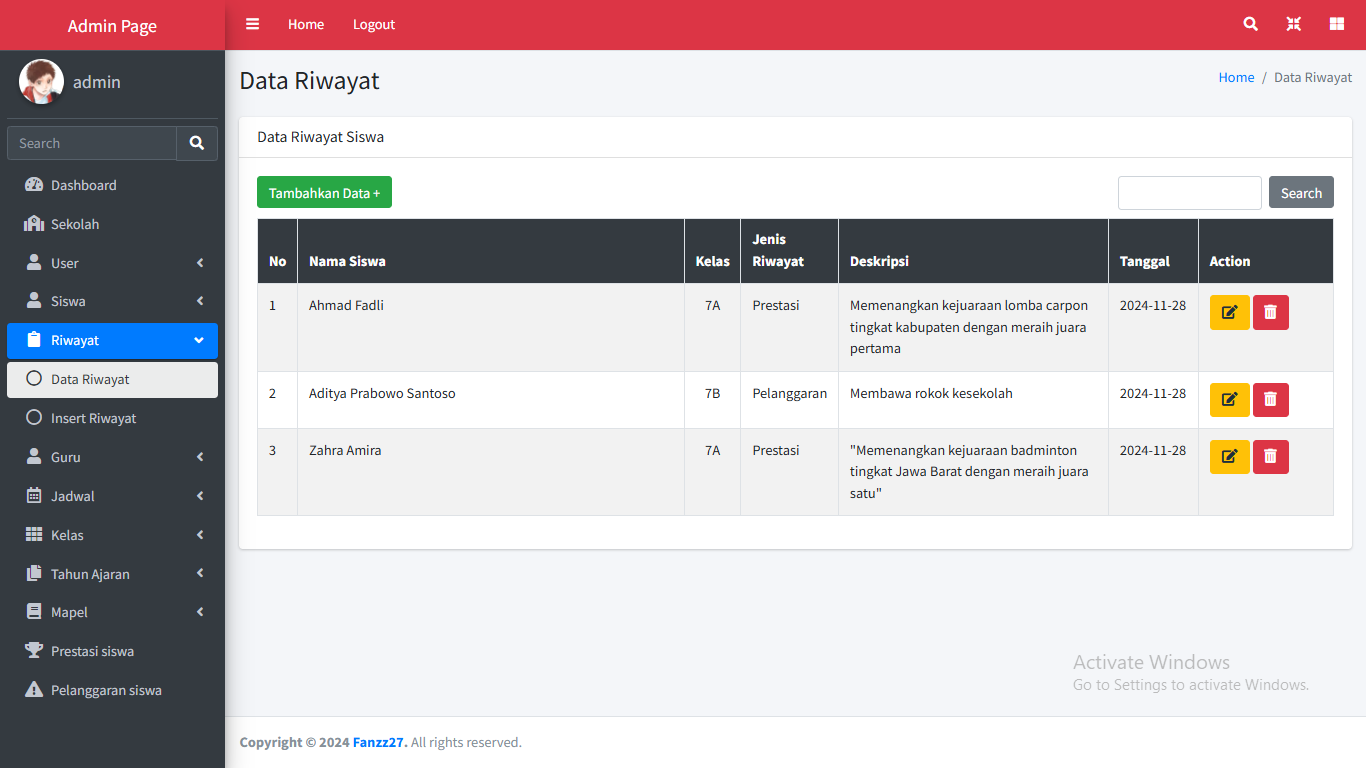 Admin Page
Home
Logout
admin
Search
Dashboard
Sekolah
User
Siswa
Riwayat
Data Riwayat
Insert Riwayat
Guru
Jadwal
Kelas
Tahun Ajaran
Mapel
Prestasi siswa
Pelanggaran siswa
Data Riwayat
Home / Data Riwayat
Data Riwayat Siswa
Tambahkan Data +
Search
No Nama Siswa Kelas Jenis Riwayat Deskripsi Tanggal Action
1 Ahmad Fadli 7A Prestasi Memenangkan kejuaraan lomba carpon 2024-11-28
tingkat kabupaten dengan meraih juara
pertama
2 Aditya Prabowo Santoso 7B Pelanggaran Membawa rokok kesekolah 2024-11-28
3 Zahra Amira 7A Prestasi "Memenangkan kejuaraan badminton 2024-11-28
tingkat Jawa Barat dengan meraih juara
satu"
Activate Windows
Go to Settings to activate Windows.
Copyright © 2024 Fanzz27. All rights reserved.